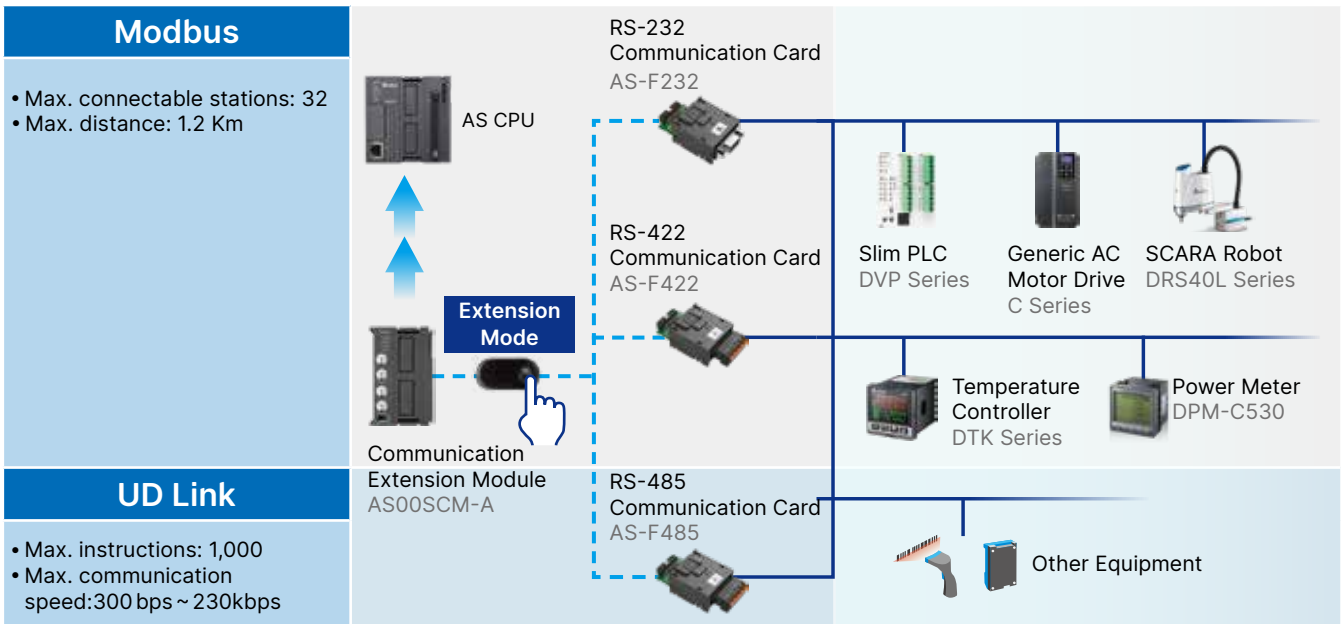 Modbus
• Max. connectable stations: 32
• Max. distance: 1.2 Km
UD Link
• Max. instructions: 1,000
• Max. communication
speed:300 bps ~ 230kbps
AS CPU
Extension
Mode
Communication
Extension Module
AS00SCM-A
RS-232
Communication Card
AS-F232
RS-422
Communication Card
AS-F422
RS-485
Communication Card
AS-F485
Slim PLC
DVP Series
Generic AC
Motor Drive
C Series
SCARA Robot
DRS40L Series
Temperature
Controller
DTK Series
Power Meter
DPM-C530
Other Equipment